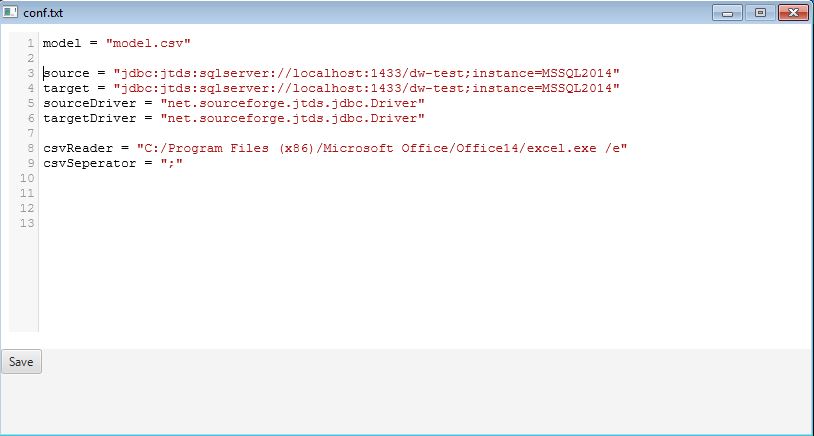 conf.txt
1 model = "model.csv"
2
3 source = "jdbc:jtds:sqlserver://localhost:1433/dw-test;instance=MSSQL2014"
4 target = "jdbc:jtds:sqlserver://localhost:1433/dw-test;instance=MSSQL2014"
5 sourceDriver = "net.sourceforge.jtds.jdbc.Driver"
6 targetDriver = "net.sourceforge.jtds.jdbc.Driver"
7
8 csvReader = "C:/Program Files (x86)/Microsoft Office/Office14/excel.exe /e"
9 csvSeperator = ";"
10
11
12
13
Save